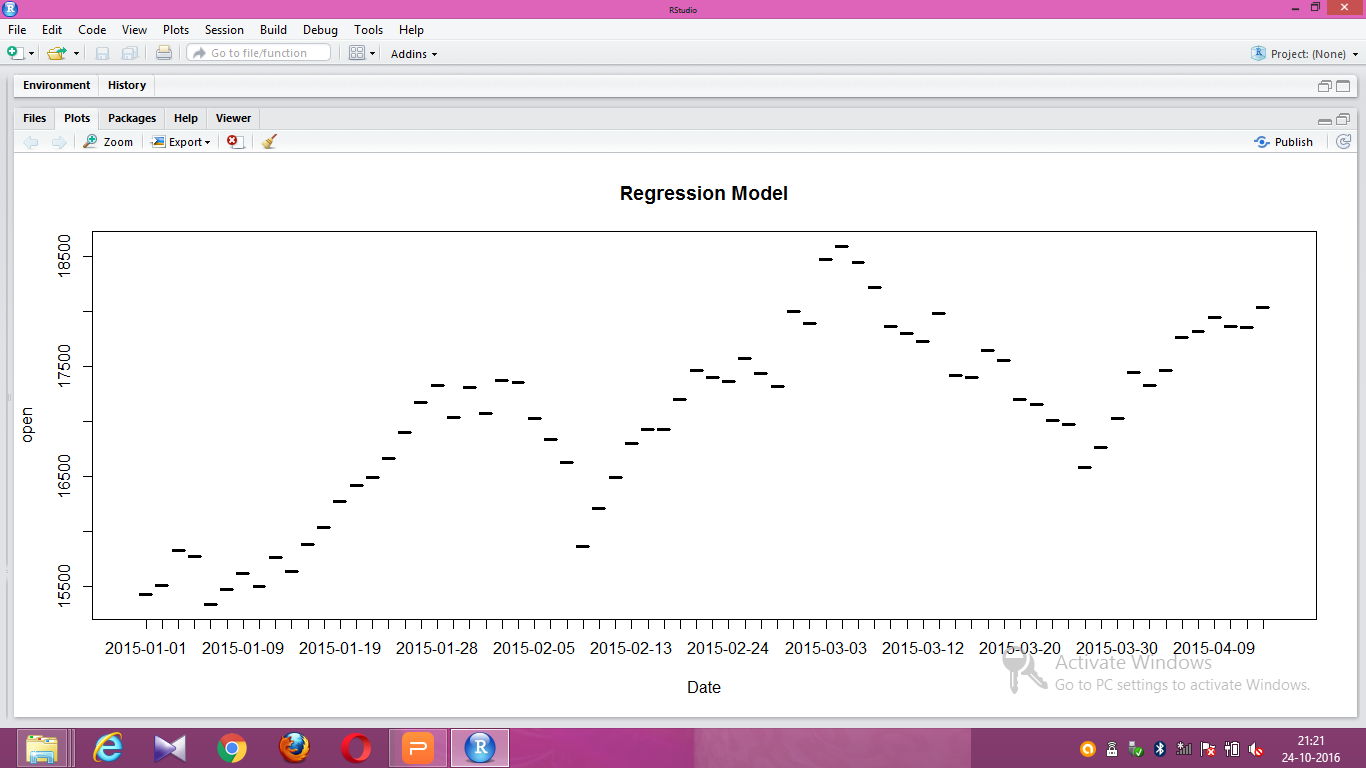 RStudio
File Edit Code View Plots Session Build Debug Tools Help
Go to file/function Addins Project: (None)
Environment History
Files Plots Packages Help Viewer
Zoom Export Publish
Regression Model
18500
17500
16500
15500
open
2015-01-01 2015-01-09 2015-01-19 2015-01-28 2015-02-05 2015-02-13 2015-02-24 2015-03-03 2015-03-12 2015-03-20 2015-03-30 2015-04-09
Date
Activate Windows
Go to PC settings to activate Windows.
21:21
24-10-2016